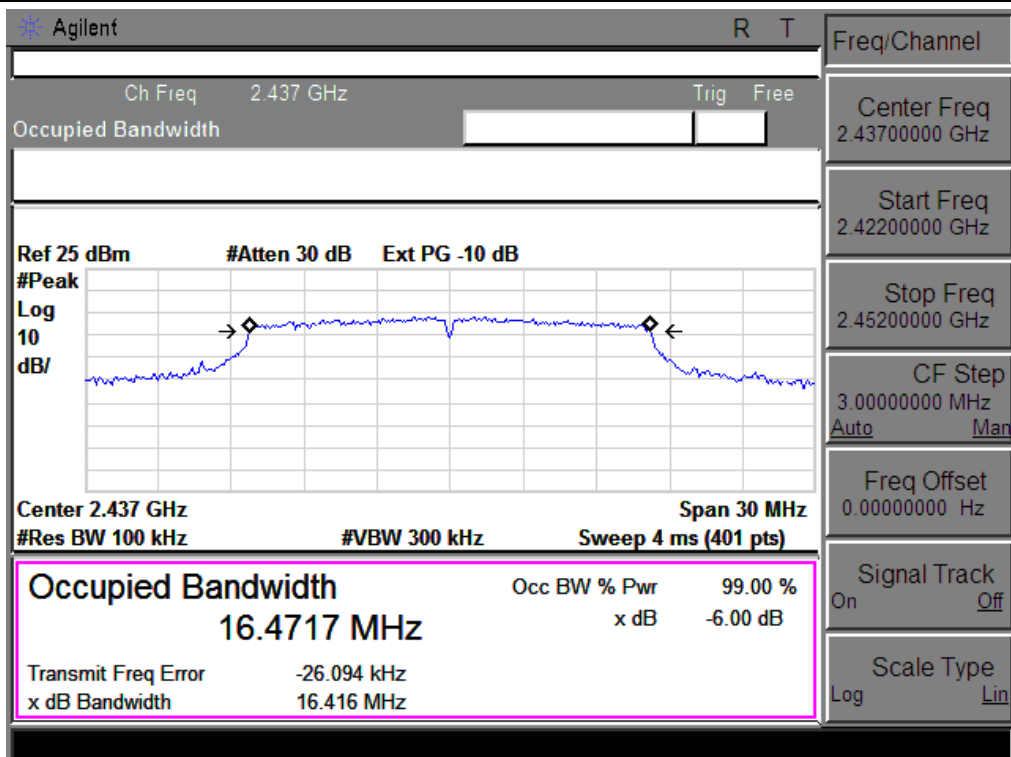 Agilent R T
Freq/Channel
Ch Freq 2.437 GHz Trig Free
Occupied Bandwidth
Center Freq
2.43700000 GHz
Start Freq
2.42200000 GHz
Stop Freq
2.45200000 GHz
CF Step
3.00000000 MHz
Auto Man
Freq Offset
0.00000000 Hz
Signal Track
On Off
Scale Type
Log Lin
Ref 25 dBm #Atten 30 dB Ext PG -10 dB
#Peak
Log
10
dB/
Center 2.437 GHz Span 30 MHz
#Res BW 100 kHz #VBW 300 kHz Sweep 4 ms (401 pts)
Occupied Bandwidth Occ BW % Pwr 99.00 %
16.4717 MHz x dB -6.00 dB
Transmit Freq Error -26.094 kHz
x dB Bandwidth 16.416 MHz